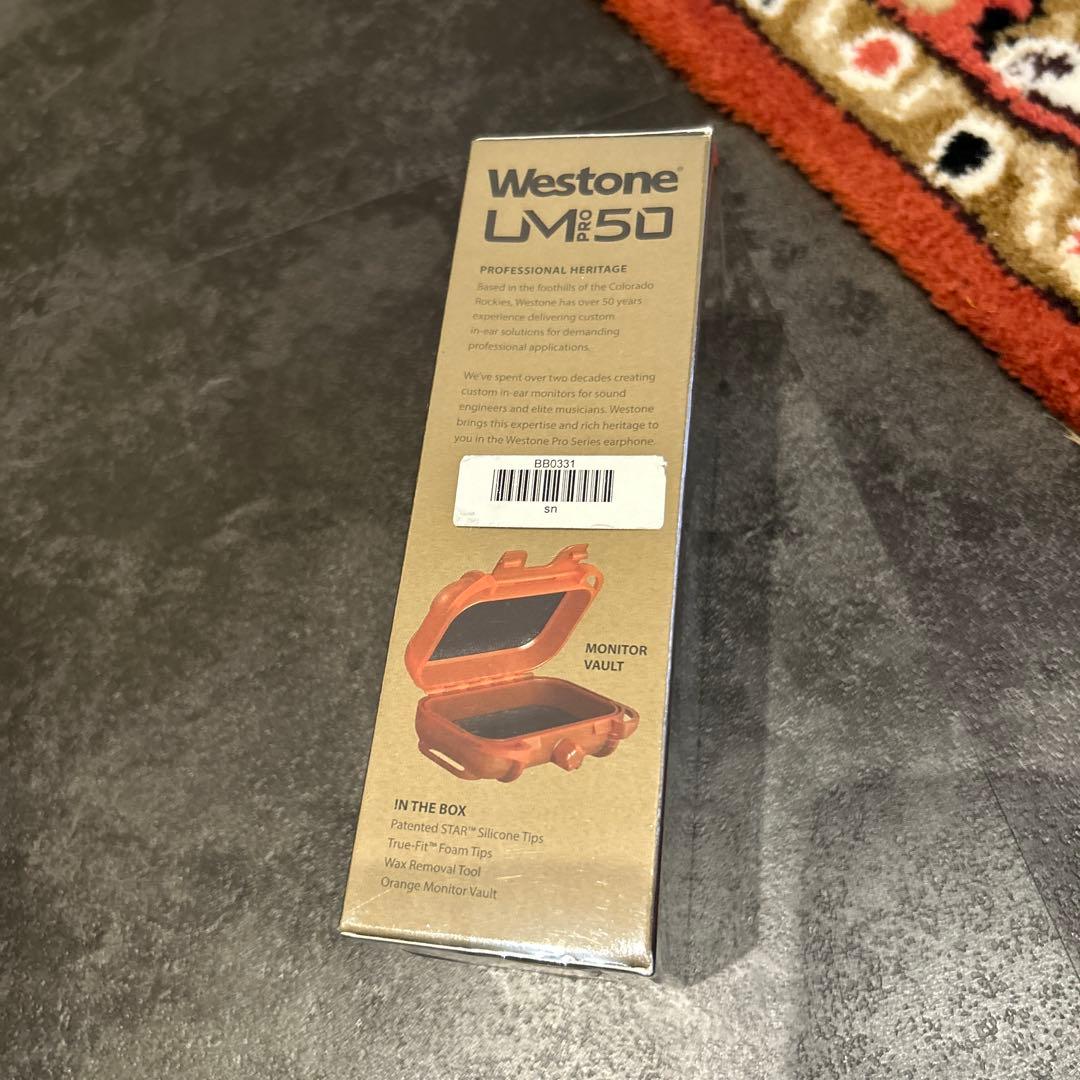 Westone®
UM PRO 50
PROFESSIONAL HERITAGE
Based in the foothills of the Colorado
Rockies, Westone has over 50 years
experience delivering custom
in-ear solutions for demanding
professional applications.
We've spent over two decades creating
custom in-ear monitors for sound
engineers and elite musicians. Westone
brings this expertise and rich heritage to
you in the Westone Pro Series earphone.
BB0331
sn
MONITOR
VAULT
IN THE BOX
Patented STAR™ Silicone Tips
True-Fit™ Foam Tips
Wax Removal Tool
Orange Monitor Vault